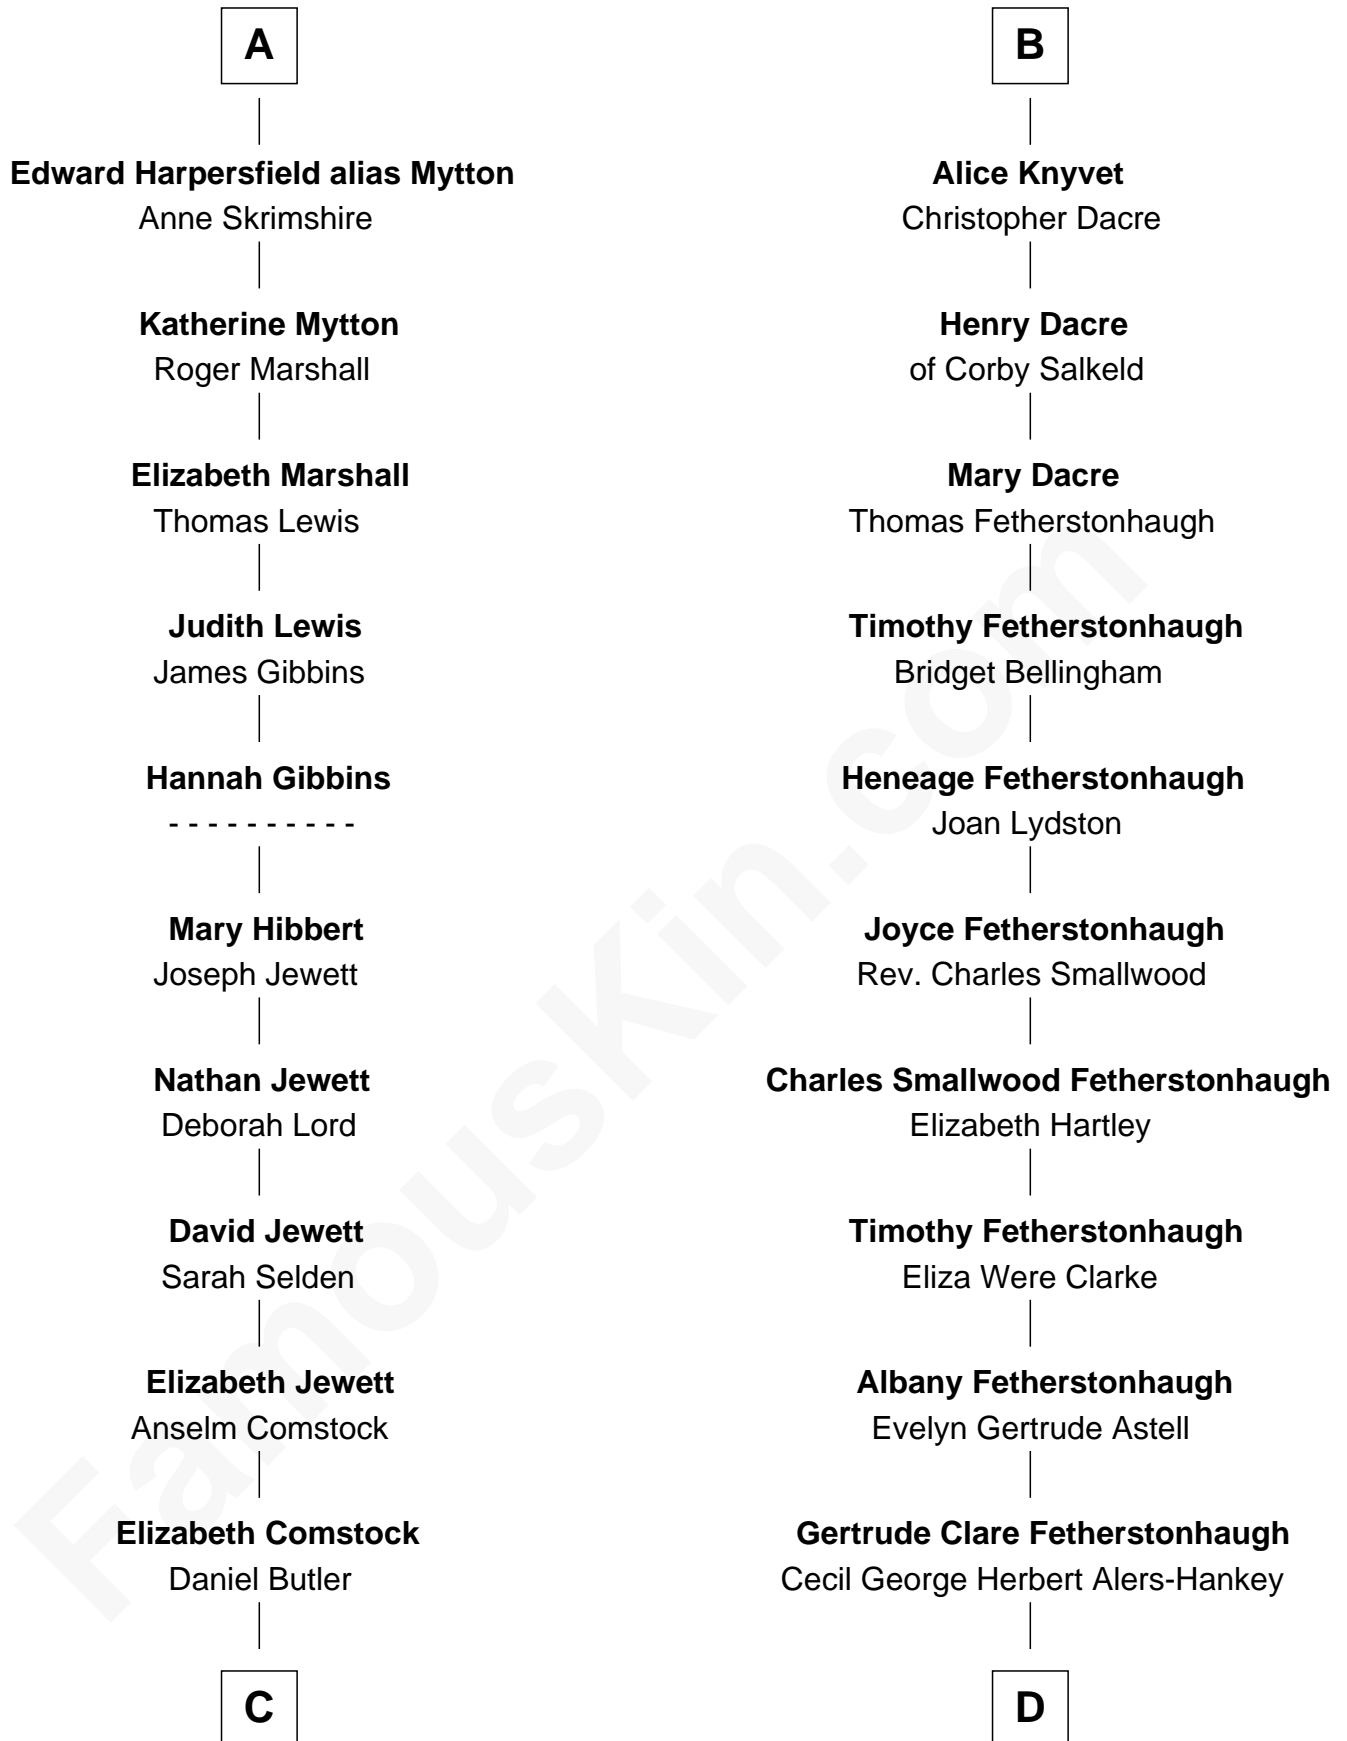 A
Edward Harpersfield alias Mytton
Anne Skrimshire
Katherine Mytton
Roger Marshall
Elizabeth Marshall
Thomas Lewis
Judith Lewis
James Gibbins
Hannah Gibbins
- - - - - - - - - -
Mary Hibbert
Joseph Jewett
Nathan Jewett
Deborah Lord
David Jewett
Sarah Selden
Elizabeth Jewett
Anselm Comstock
Elizabeth Comstock
Daniel Butler
C
B
Alice Knyvet
Christopher Dacre
Henry Dacre
of Corby Salkeld
Mary Dacre
Thomas Fetherstonhaugh
Timothy Fetherstonhaugh
Bridget Bellingham
Heneage Fetherstonhaugh
Joan Lydston
Joyce Fetherstonhaugh
Rev. Charles Smallwood
Charles Smallwood Fetherstonhaugh
Elizabeth Hartley
Timothy Fetherstonhaugh
Eliza Were Clarke
Albany Fetherstonhaugh
Evelyn Gertrude Astell
Gertrude Clare Fetherstonhaugh
Cecil George Herbert Alers-Hankey
D
FamousKin.com